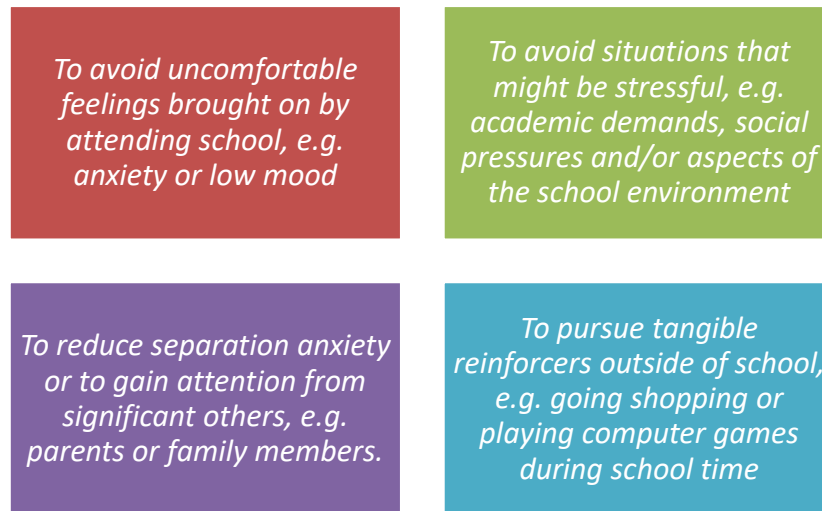 To avoid uncomfortable
feelings brought on by
attending school, e.g.
anxiety or low mood
To avoid situations that
might be stressful, e.g.
academic demands, social
pressures and/or aspects of
the school environment
To reduce separation anxiety
or to gain attention from
significant others, e.g.
parents or family members.
To pursue tangible
reinforcers outside of school,
e.g. going shopping or
playing computer games
during school time